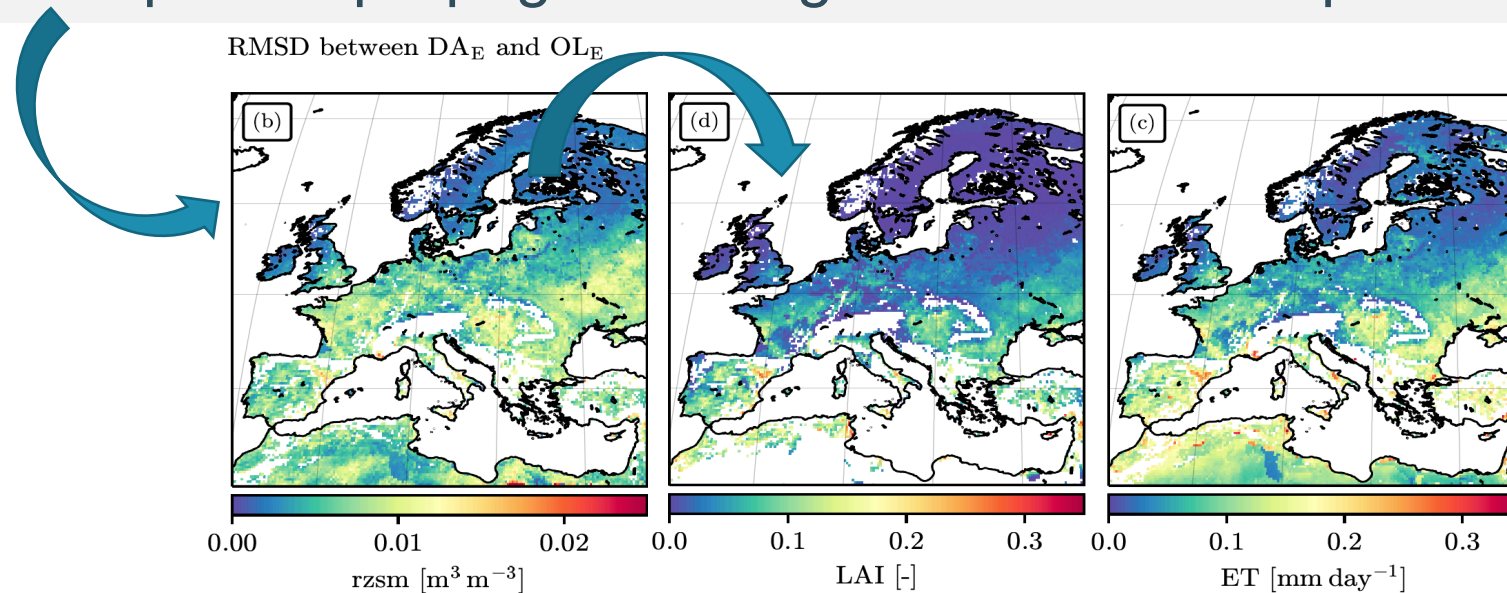 RMSD between DA_E and OL_E
(b)
(d)
(c)
0.00 0.01 0.02
rzsm [m³ m⁻³]
0.0 0.1 0.2 0.3
LAI [-]
0.0 0.1 0.2 0.3
ET [mm day⁻¹]